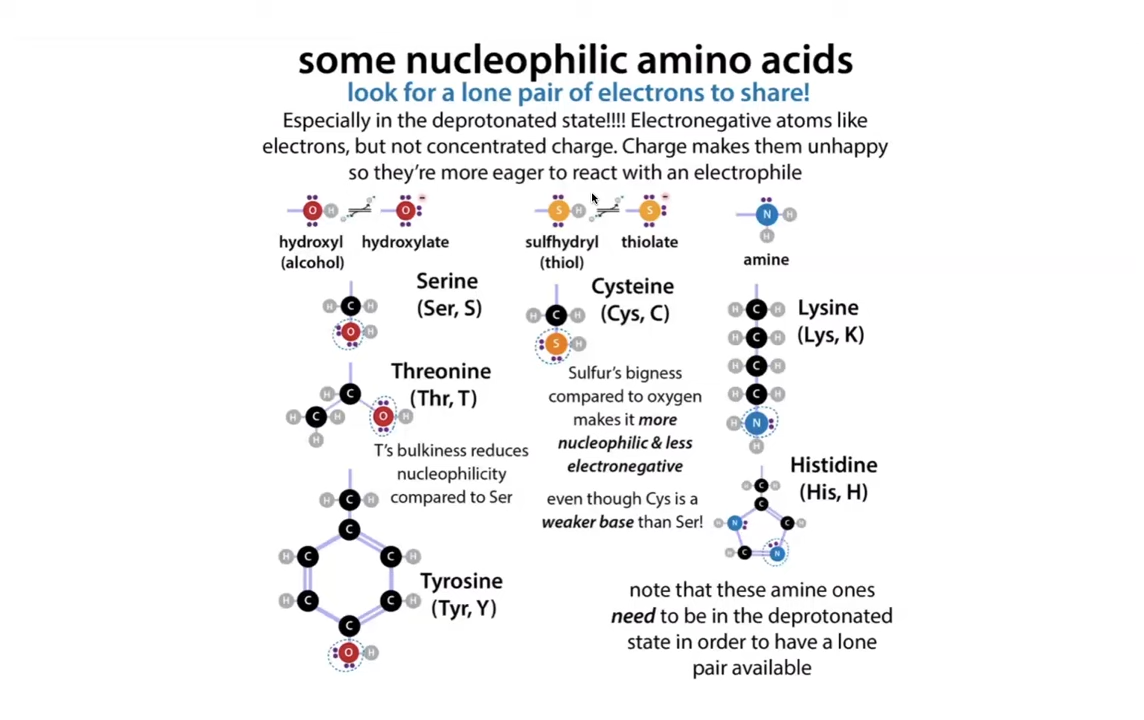 some nucleophilic amino acids
look for a lone pair of electrons to share!
Especially in the deprotonated state!!!! Electronegative atoms like
electrons, but not concentrated charge. Charge makes them unhappy
so they're more eager to react with an electrophile
O H O −
S H S −
N H
H
hydroxyl hydroxylate
(alcohol)
sulfhydryl thiolate
(thiol)
amine
Serine
(Ser, S)
H C H
O H
Cysteine
(Cys, C)
H C H
S H
Lysine
(Lys, K)
H C H
H C H
H C H
H C H
H N
H
Threonine
(Thr, T)
H C
H C H O H
H
T's bulkiness reduces
nucleophilicity
compared to Ser
Sulfur's bigness
compared to oxygen
makes it more
nucleophilic & less
electronegative
even though Cys is a
weaker base than Ser!
Histidine
(His, H)
H C H
C
H N C H
H C N
Tyrosine
(Tyr, Y)
H C H
C
H C C H
H C C H
C
O H
note that these amine ones
need to be in the deprotonated
state in order to have a lone
pair available